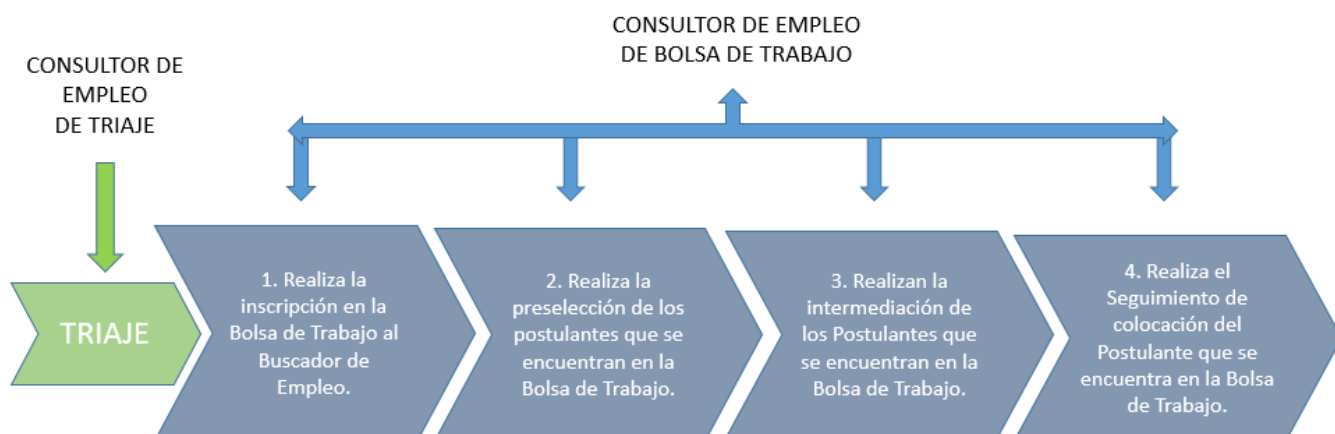 CONSULTOR DE EMPLEO
DE BOLSA DE TRABAJO
CONSULTOR DE
EMPLEO
DE TRIAJE
TRIAJE
1. Realiza la
inscripción en la
Bolsa de Trabajo al
Buscador de
Empleo.
2. Realiza la
preselección de los
postulantes que se
encuentran en la
Bolsa de Trabajo.
3. Realizan la
intermediación de
los Postulantes que
se encuentran en la
Bolsa de Trabajo.
4. Realiza el
Seguimiento de
colocación del
Postulante que se
encuentra en la Bolsa
de Trabajo.